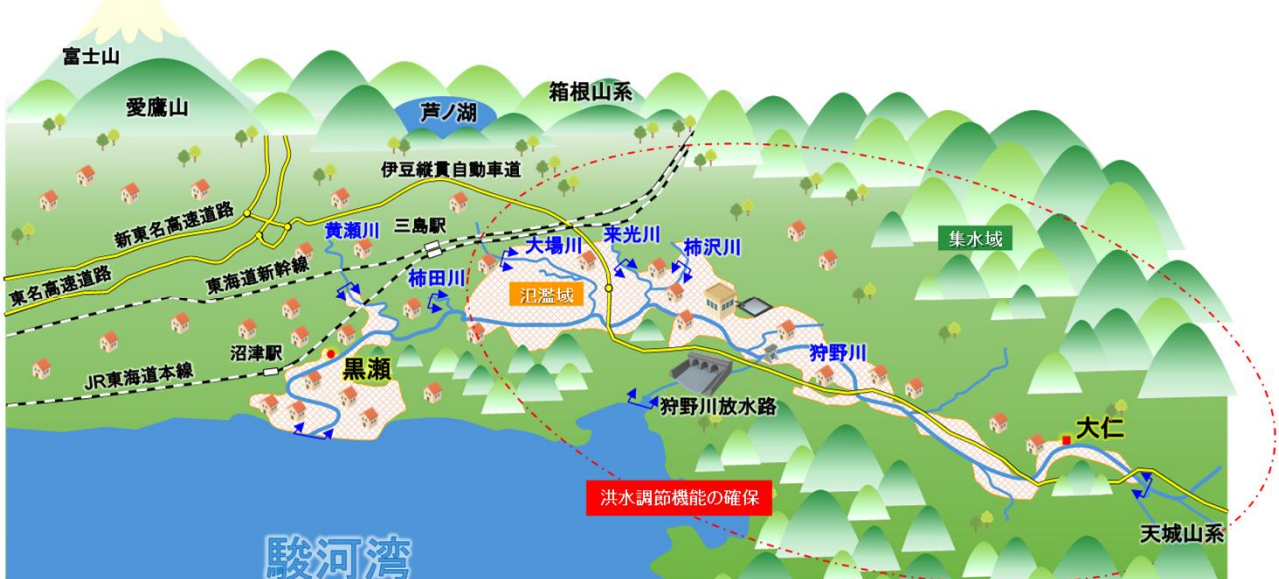 富士山
愛鷹山
芦ノ湖
箱根山系
伊豆縦貫自動車道
新東名高速道路
三島駅
黄瀬川
大場川
来光川
柿沢川
集水域
東名高速道路
東海道新幹線
柿田川
氾濫域
沼津駅
黒瀬
狩野川
JR東海道本線
狩野川放水路
大仁
洪水調節機能の確保
天城山系
駿河湾